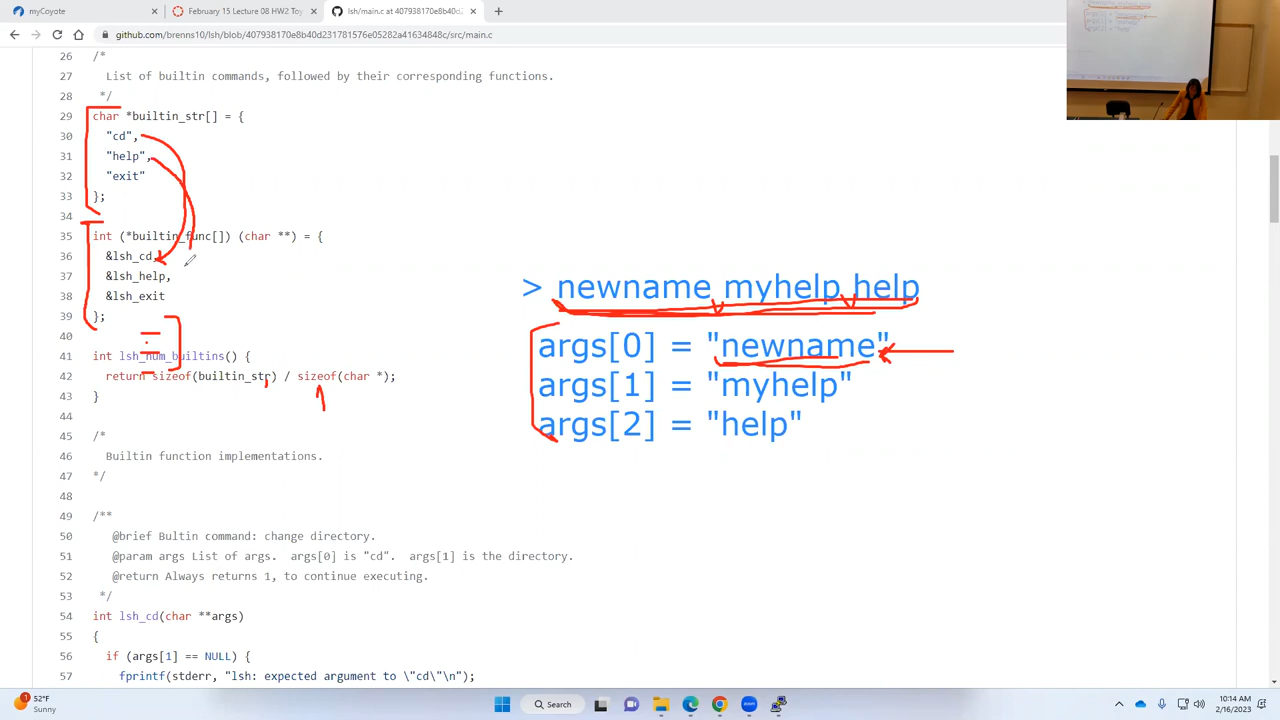 myCoyote
February 15 Lecture 08 HW2 Toy
lsh/main.c at 407938170e8b40d2
github.com/brenns10/lsh/blob/407938170e8b40d231781576e05282a41634848c/src/main.c
26 /*
27 List of builtin commands, followed by their corresponding functions.
28 */
29 char *builtin_str[] = {
30 "cd",
31 "help",
32 "exit"
33 };
34
35 int (*builtin_func[]) (char **) = {
36 &lsh_cd,
37 &lsh_help,
38 &lsh_exit
39 };
40
41 int lsh_num_builtins() {
42 return sizeof(builtin_str) / sizeof(char *);
43 }
44
45 /*
46 Builtin function implementations.
47 */
48
49 /**
50 @brief Bultin command: change directory.
51 @param args List of args. args[0] is "cd". args[1] is the directory.
52 @return Always returns 1, to continue executing.
53 */
54 int lsh_cd(char **args)
55 {
56 if (args[1] == NULL) {
57 fprintf(stderr, "lsh: expected argument to \"cd\"\n");
> newname myhelp help
args[0] = "newname"
args[1] = "myhelp"
args[2] = "help"
1
52°F
Sunny
Search
10:14 AM
2/16/2023